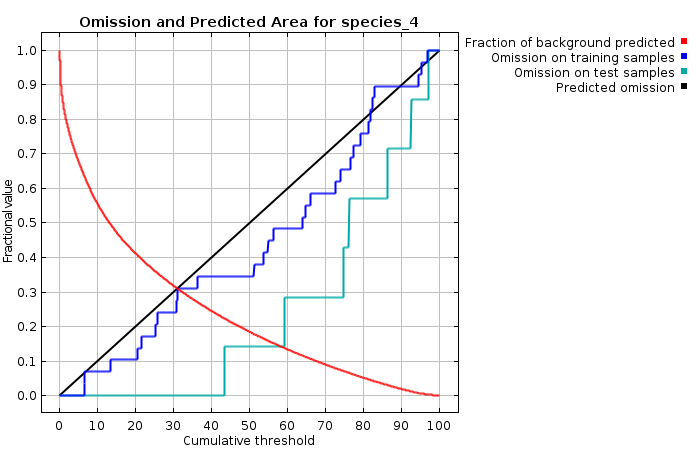 Omission and Predicted Area for species_4
Fraction of background predicted
Omission on training samples
Omission on test samples
Predicted omission
Fractional value
1.0
0.9
0.8
0.7
0.6
0.5
0.4
0.3
0.2
0.1
0.0
0 10 20 30 40 50 60 70 80 90 100
Cumulative threshold